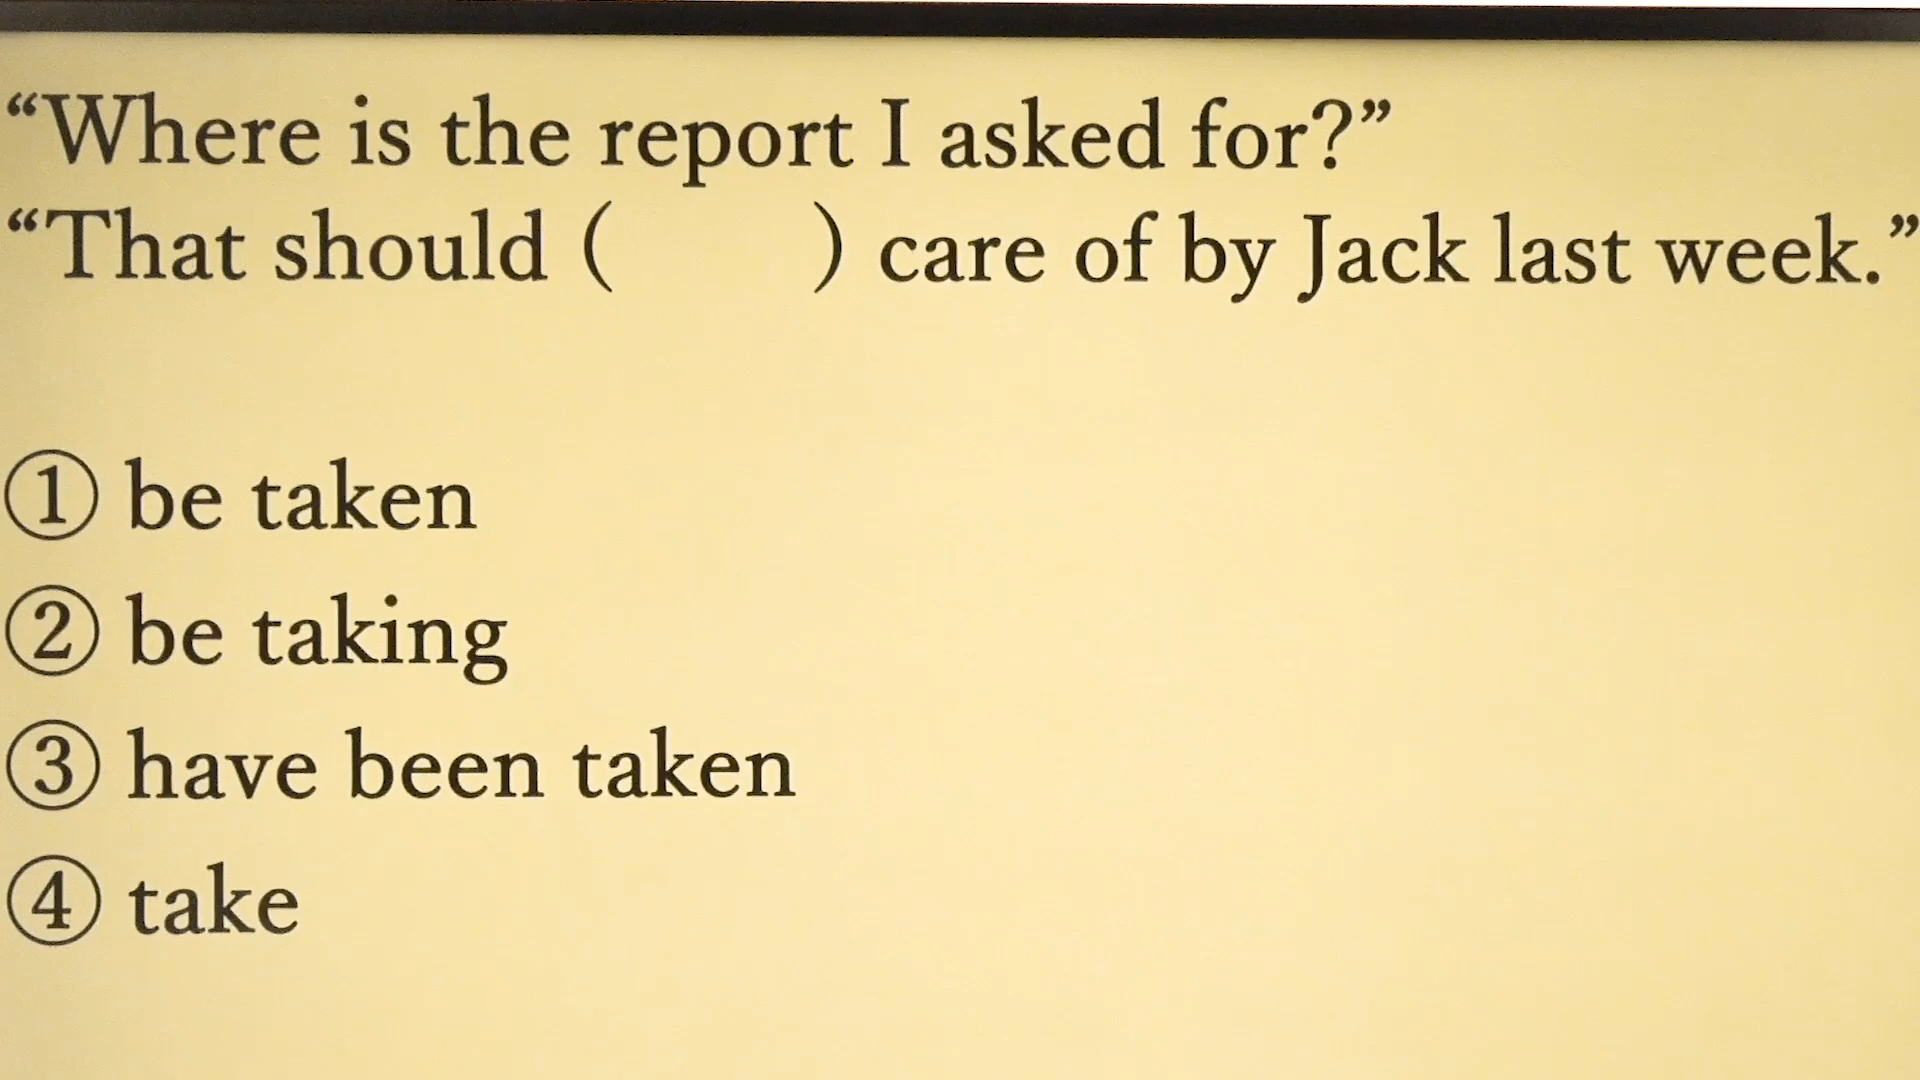 “Where is the report I asked for?”
“That should (        ) care of by Jack last week.”
① be taken
② be taking
③ have been taken
④ take